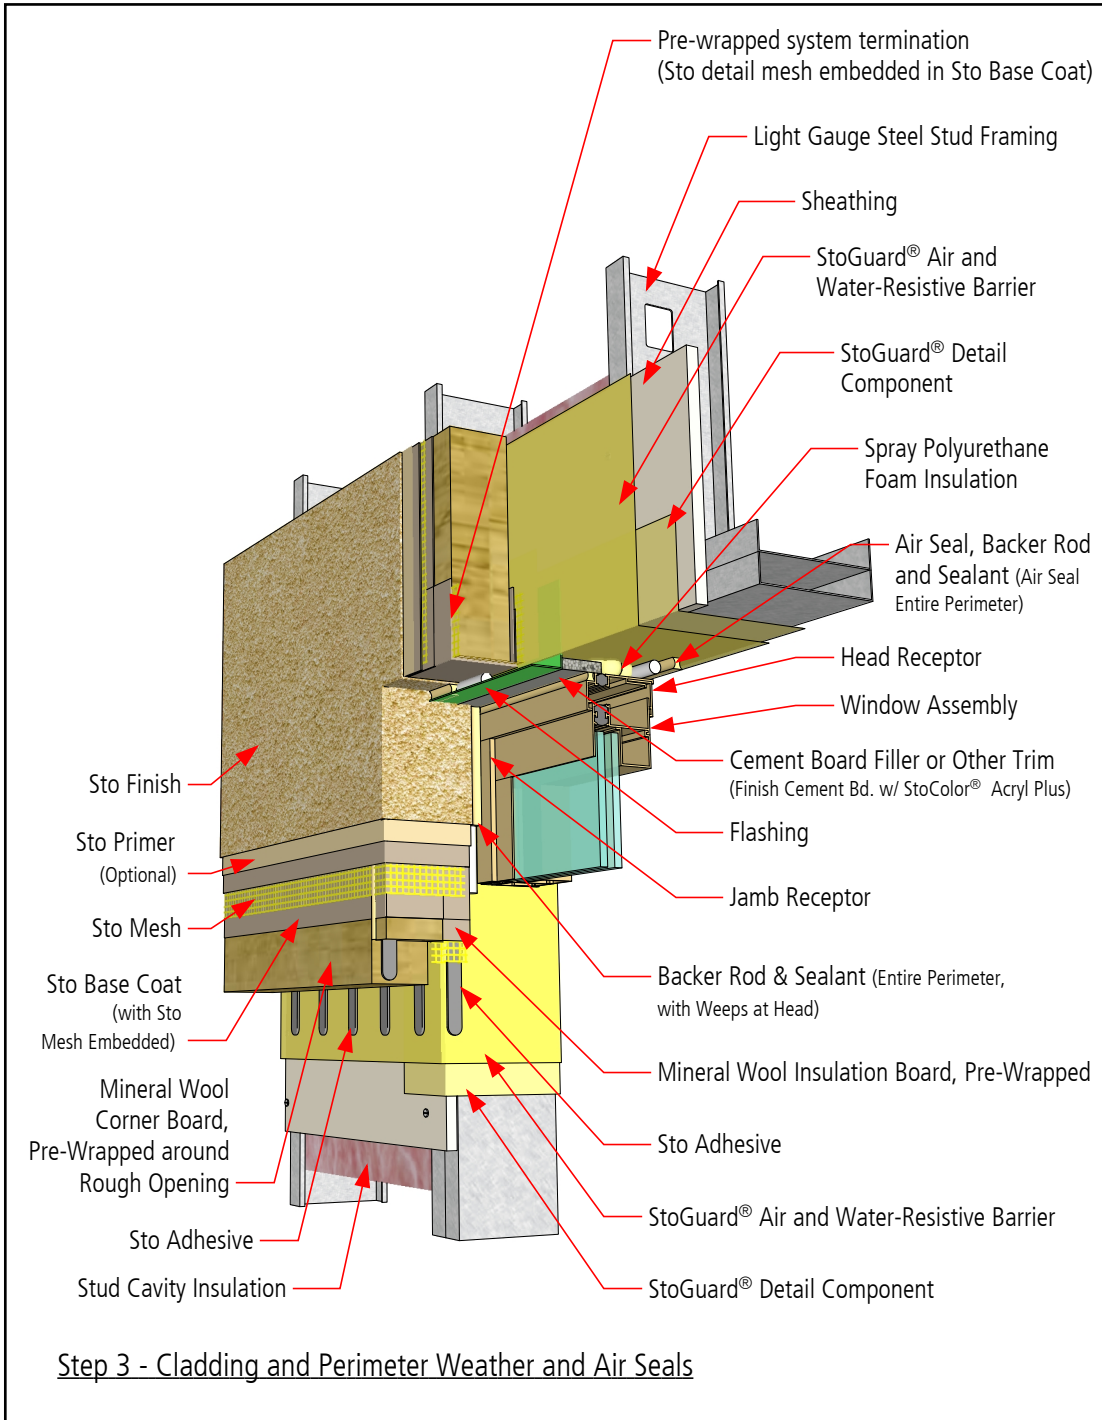 Pre-wrapped system termination
(Sto detail mesh embedded in Sto Base Coat)
Light Gauge Steel Stud Framing
Sheathing
StoGuard® Air and
Water-Resistive Barrier
StoGuard® Detail
Component
Spray Polyurethane
Foam Insulation
Air Seal, Backer Rod
and Sealant (Air Seal
Entire Perimeter)
Head Receptor
Window Assembly
Cement Board Filler or Other Trim
(Finish Cement Bd. w/ StoColor® Acryl Plus)
Flashing
Jamb Receptor
Backer Rod & Sealant (Entire Perimeter,
with Weeps at Head)
Mineral Wool Insulation Board, Pre-Wrapped
Sto Adhesive
StoGuard® Air and Water-Resistive Barrier
StoGuard® Detail Component
Sto Finish
Sto Primer
(Optional)
Sto Mesh
Sto Base Coat
(with Sto
Mesh Embedded)
Mineral Wool
Corner Board,
Pre-Wrapped around
Rough Opening
Sto Adhesive
Stud Cavity Insulation
Step 3 - Cladding and Perimeter Weather and Air Seals